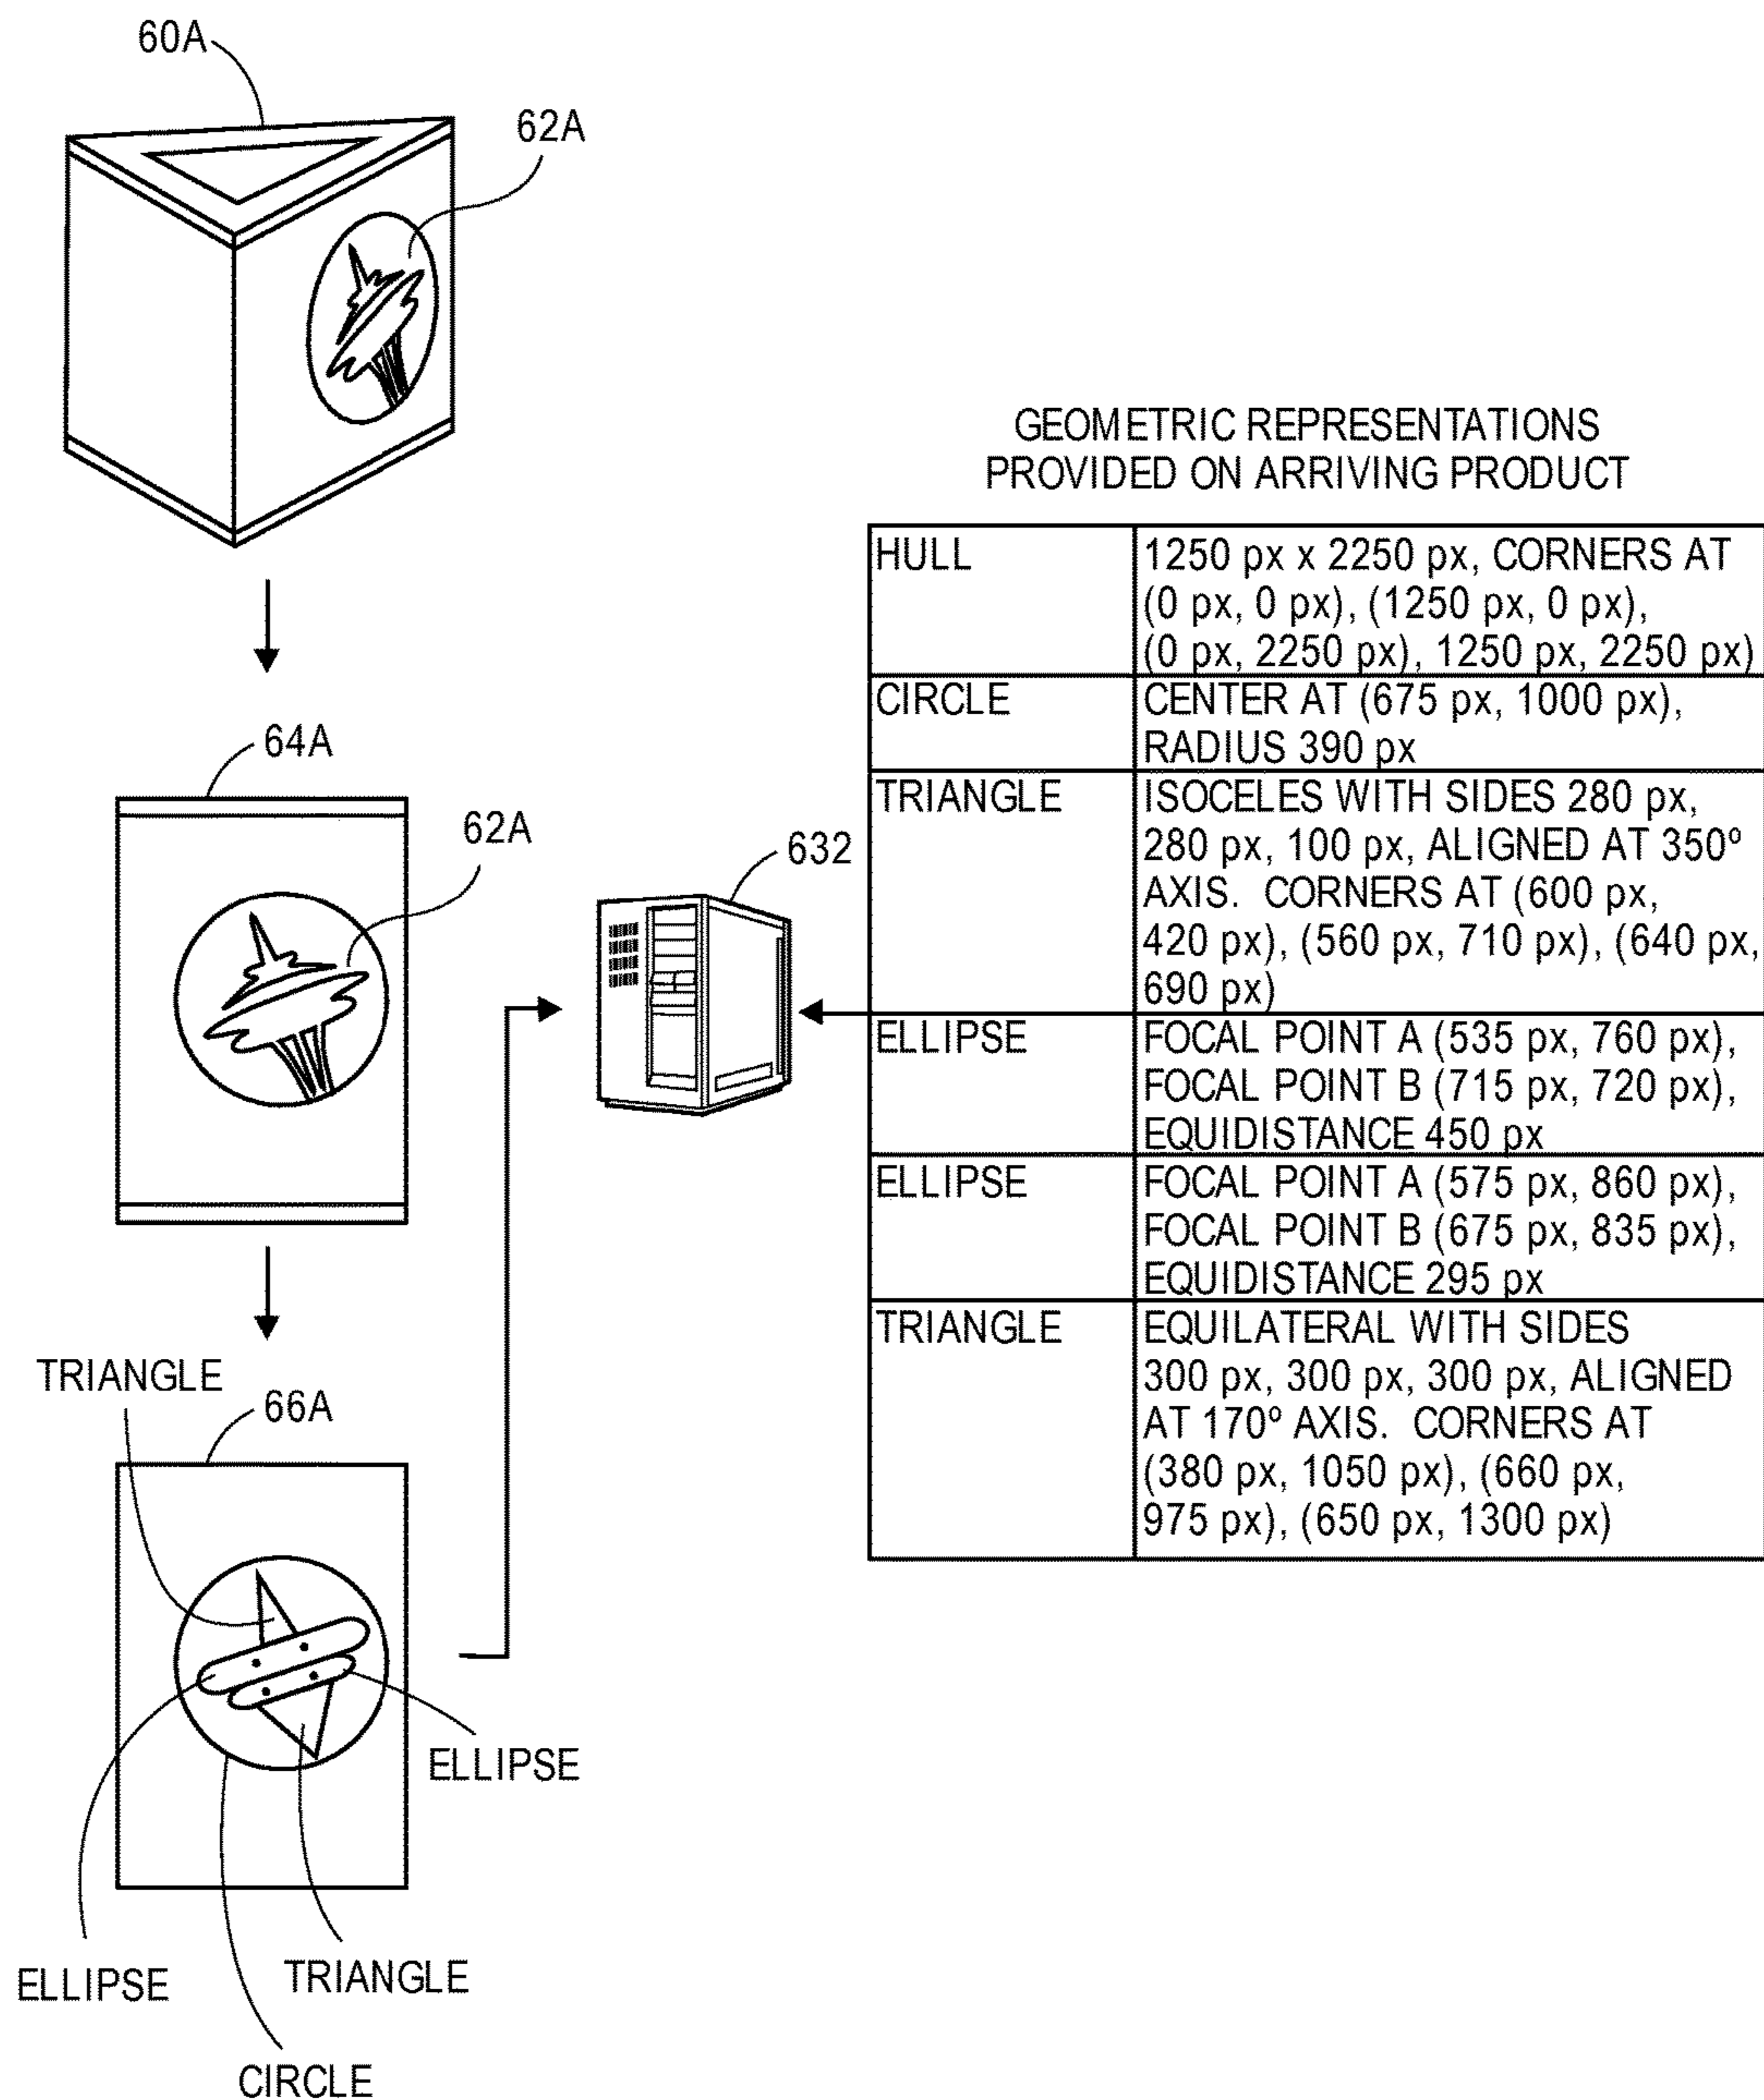 60A
62A
GEOMETRIC REPRESENTATIONS
PROVIDED ON ARRIVING PRODUCT
HULL
1250 px x 2250 px, CORNERS AT
(0 px, 0 px), (1250 px, 0 px),
(0 px, 2250 px), 1250 px, 2250 px)
CIRCLE
CENTER AT (675 px, 1000 px),
RADIUS 390 px
TRIANGLE
ISOCELES WITH SIDES 280 px,
280 px, 100 px, ALIGNED AT 350º
AXIS. CORNERS AT (600 px,
420 px), (560 px, 710 px), (640 px,
690 px)
ELLIPSE
FOCAL POINT A (535 px, 760 px),
FOCAL POINT B (715 px, 720 px),
EQUIDISTANCE 450 px
ELLIPSE
FOCAL POINT A (575 px, 860 px),
FOCAL POINT B (675 px, 835 px),
EQUIDISTANCE 295 px
TRIANGLE
EQUILATERAL WITH SIDES
300 px, 300 px, 300 px, ALIGNED
AT 170º AXIS. CORNERS AT
(380 px, 1050 px), (660 px,
975 px), (650 px, 1300 px)
64A
62A
632
TRIANGLE
66A
ELLIPSE
ELLIPSE
TRIANGLE
CIRCLE